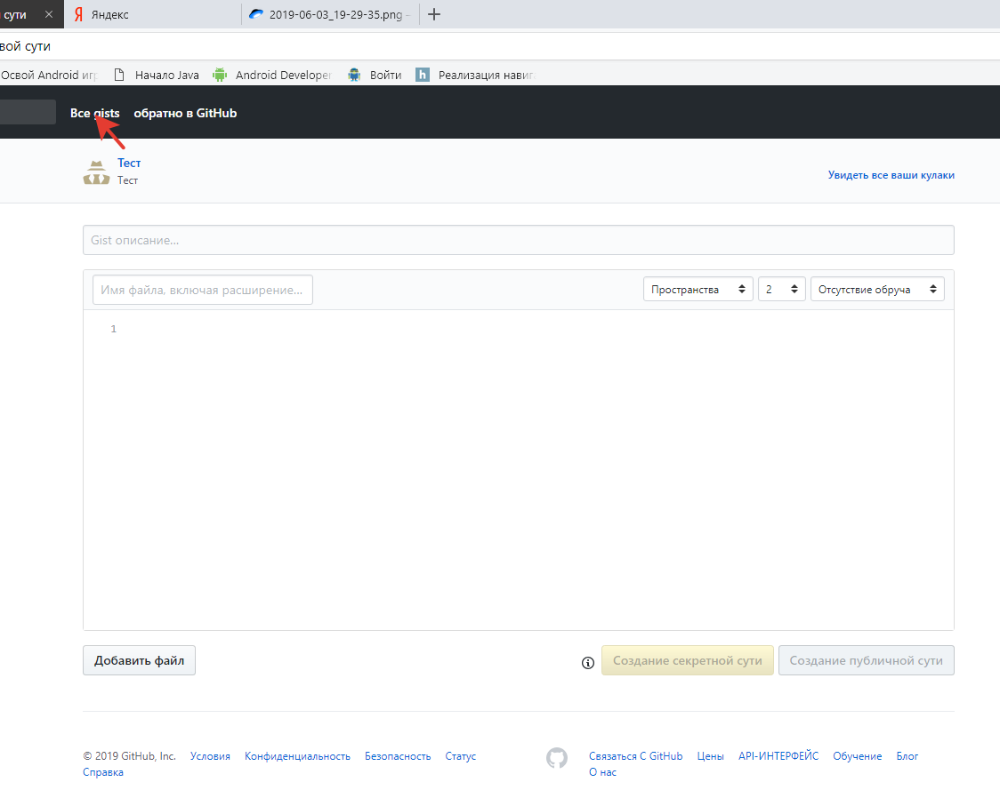 сути × Яндекс 2019-06-03_19-29-35.png –
вой сути
Освой Android игр Начало Java Android Developer Войти h Реализация навига
Все gists обратно в GitHub
Тест
Тест
Увидеть все ваши кулаки
Gist описание...
Имя файла, включая расширение... Пространства 2 Отсутствие обруча
1
Добавить файл Создание секретной сути Создание публичной сути
© 2019 GitHub, Inc. Условия Конфиденциальность Безопасность Статус Связаться С GitHub Цены API-ИНТЕРФЕЙС Обучение Блог
Справка О нас